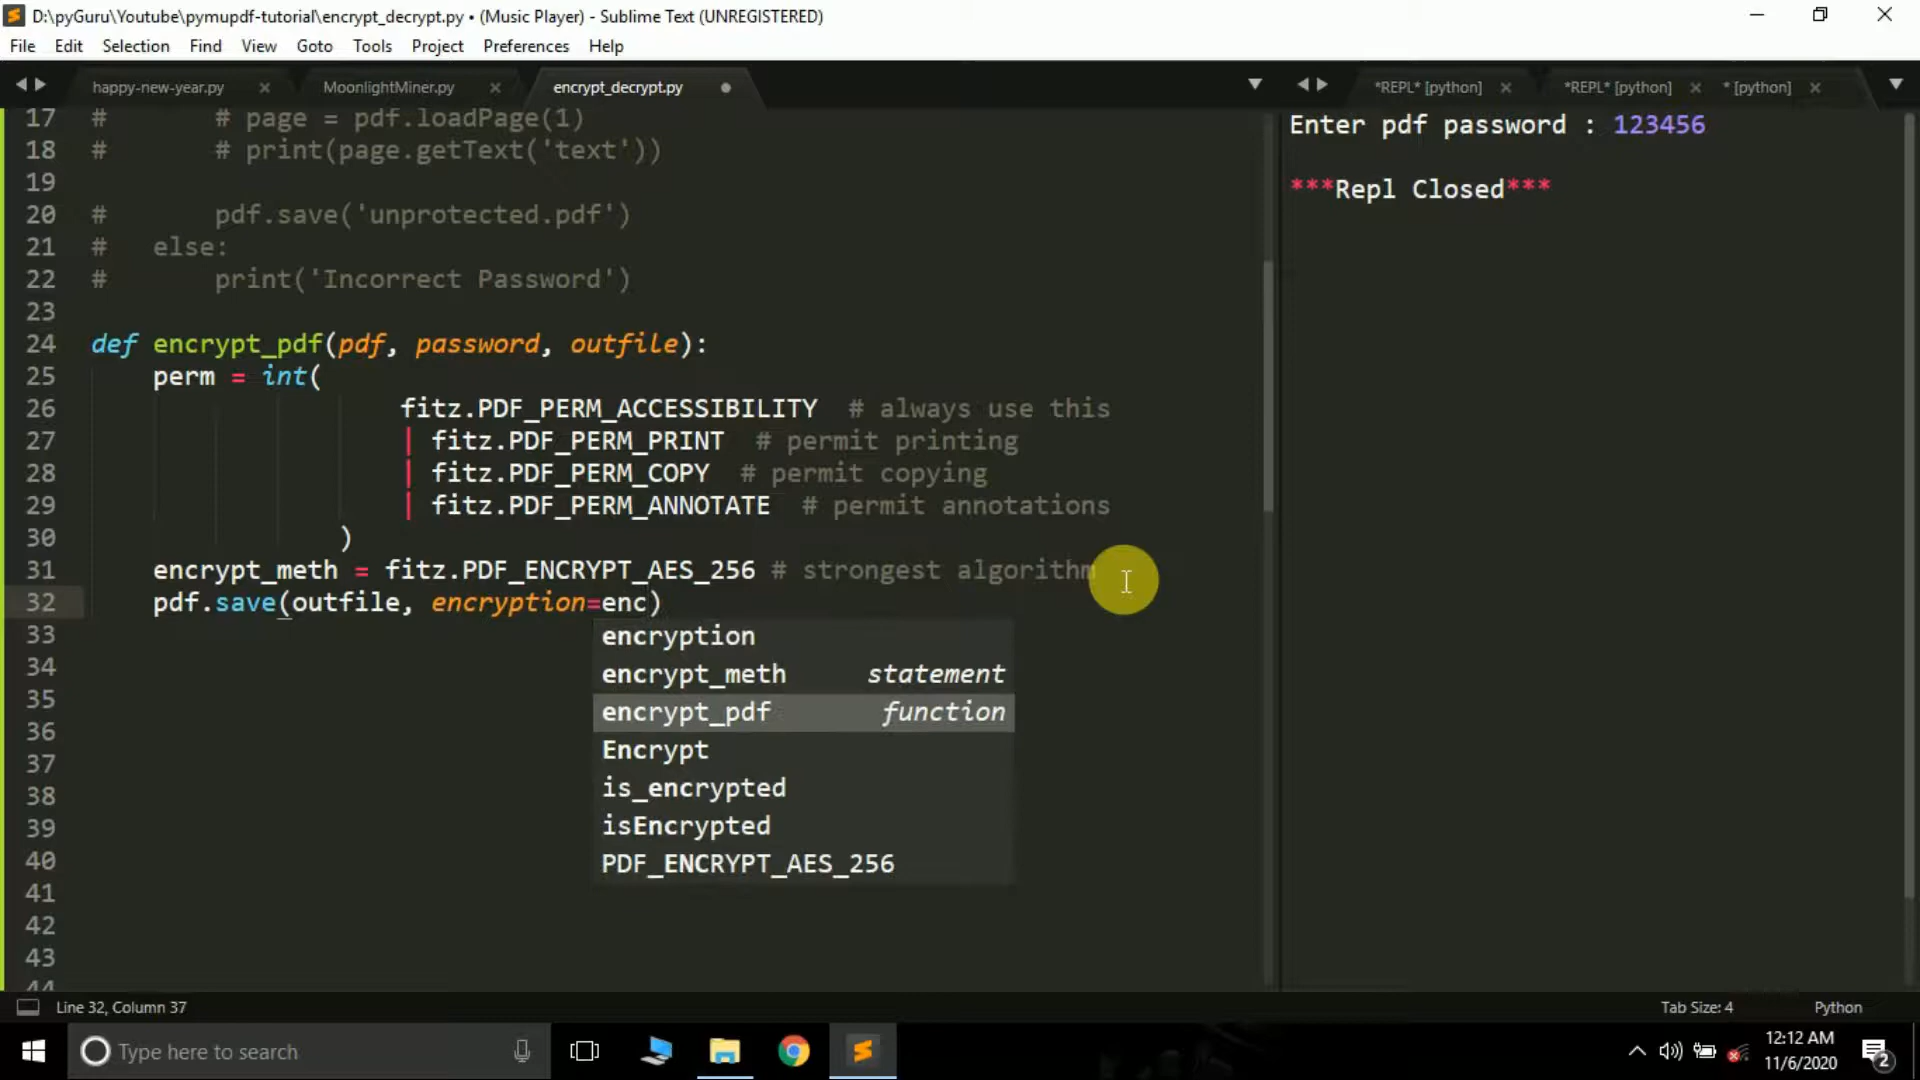 D:\pyGuru\Youtube\pymupdf-tutorial\encrypt_decrypt.py • (Music Player) - Sublime Text (UNREGISTERED)
File Edit Selection Find View Goto Tools Project Preferences Help
happy-new-year.py × MoonlightMiner.py × encrypt_decrypt.py
*REPL* [python] × *REPL* [python] × * [python] ×
17 # # page = pdf.loadPage(1)
18 # # print(page.getText('text'))
19
20 # pdf.save('unprotected.pdf')
21 # else:
22 # print('Incorrect Password')
23
24 def encrypt_pdf(pdf, password, outfile):
25 perm = int(
26 fitz.PDF_PERM_ACCESSIBILITY # always use this
27 | fitz.PDF_PERM_PRINT # permit printing
28 | fitz.PDF_PERM_COPY # permit copying
29 | fitz.PDF_PERM_ANNOTATE # permit annotations
30 )
31 encrypt_meth = fitz.PDF_ENCRYPT_AES_256 # strongest algorithm
32 pdf.save(outfile, encryption=enc)
33
34
35
36
37
38
39
40
41
42
43
44
encryption
encrypt_meth statement
encrypt_pdf function
Encrypt
is_encrypted
isEncrypted
PDF_ENCRYPT_AES_256
Enter pdf password : 123456
***Repl Closed***
Line 32, Column 37
Tab Size: 4 Python
Type here to search
12:12 AM
11/6/2020
2